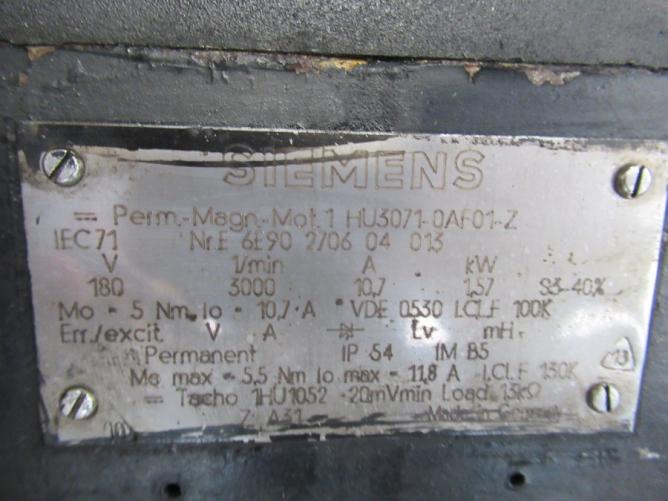 SIEMENS
= Perm.-Magn.-Mot. 1 HU3071-0AF01-Z
IEC 71 Nr.E 6E90 2706 04 013
V 1/min A kW
180 3000 10,7 1,57 S3-40%
Mo = 5 Nm Io = 10,7 A VDE 0530 I.Cl.F 100K
Err./excit. V A Lv mH
Permanent IP 54 IM B5
Mo max = 5,5 Nm Io max = 11,8 A I.Cl.F 130K
= Tacho 1HU1052 -20mVmin Load 13kΩ
Z A31 Made in Germany